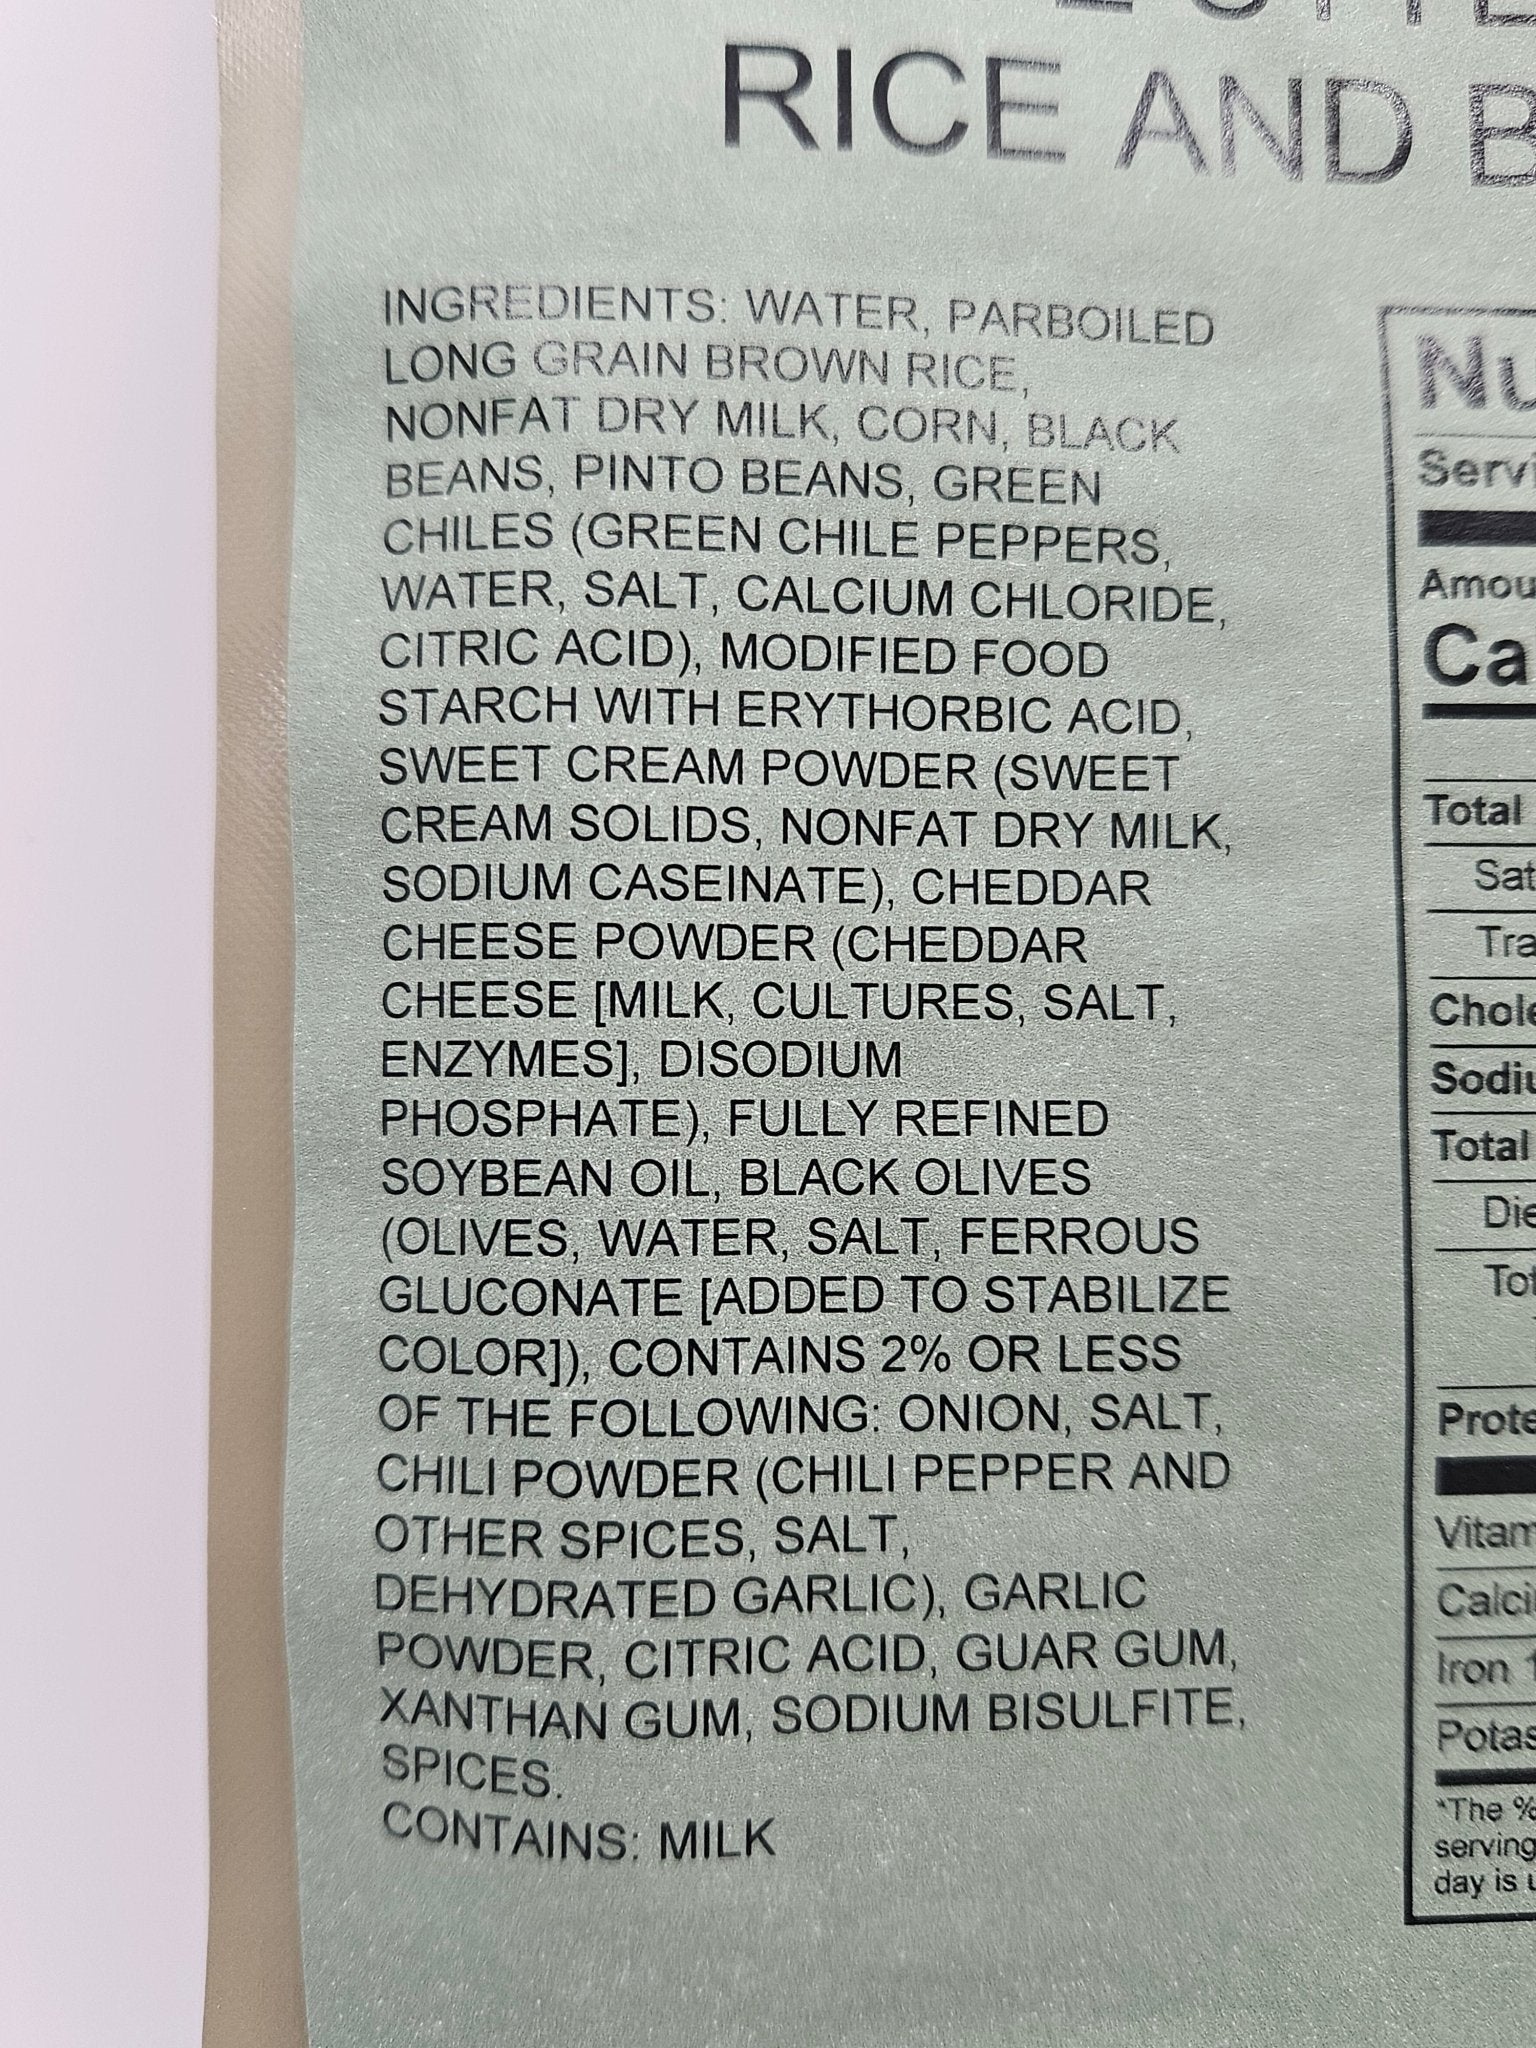 RICE AND B
INGREDIENTS: WATER, PARBOILED
LONG GRAIN BROWN RICE,
NONFAT DRY MILK, CORN, BLACK
BEANS, PINTO BEANS, GREEN
CHILES (GREEN CHILE PEPPERS,
WATER, SALT, CALCIUM CHLORIDE,
CITRIC ACID), MODIFIED FOOD
STARCH WITH ERYTHORBIC ACID,
SWEET CREAM POWDER (SWEET
CREAM SOLIDS, NONFAT DRY MILK,
SODIUM CASEINATE), CHEDDAR
CHEESE POWDER (CHEDDAR
CHEESE [MILK, CULTURES, SALT,
ENZYMES], DISODIUM
PHOSPHATE), FULLY REFINED
SOYBEAN OIL, BLACK OLIVES
(OLIVES, WATER, SALT, FERROUS
GLUCONATE [ADDED TO STABILIZE
COLOR]), CONTAINS 2% OR LESS
OF THE FOLLOWING: ONION, SALT,
CHILI POWDER (CHILI PEPPER AND
OTHER SPICES, SALT,
DEHYDRATED GARLIC), GARLIC
POWDER, CITRIC ACID, GUAR GUM,
XANTHAN GUM, SODIUM BISULFITE,
SPICES.
CONTAINS: MILK
Nu
Servi
Amou
Ca
Total
Sat
Tra
Chole
Sodiu
Total
Die
Tot
Prote
Vitam
Calci
Iron 1
Potas
*The %
serving
day is u